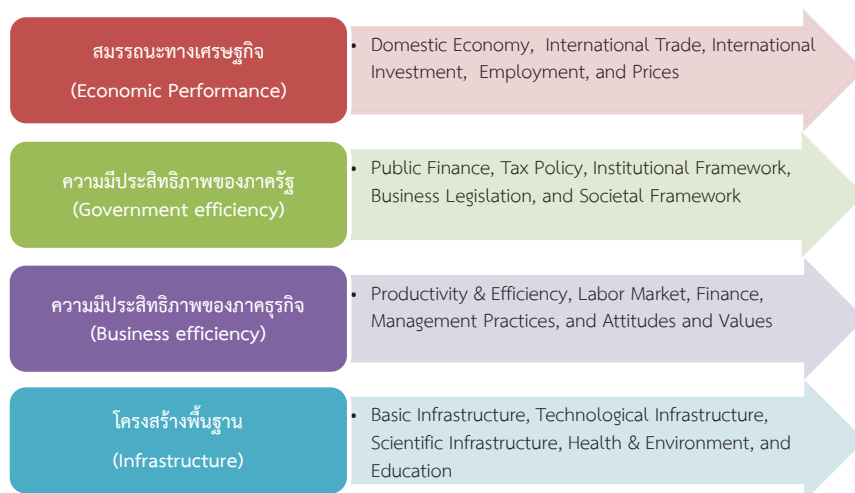 สมรรถนะทางเศรษฐกิจ
(Economic Performance)
• Domestic Economy, International Trade, International
Investment, Employment, and Prices
ความมีประสิทธิภาพของภาครัฐ
(Government efficiency)
• Public Finance, Tax Policy, Institutional Framework,
Business Legislation, and Societal Framework
ความมีประสิทธิภาพของภาคธุรกิจ
(Business efficiency)
• Productivity & Efficiency, Labor Market, Finance,
Management Practices, and Attitudes and Values
โครงสร้างพื้นฐาน
(Infrastructure)
• Basic Infrastructure, Technological Infrastructure,
Scientific Infrastructure, Health & Environment, and
Education